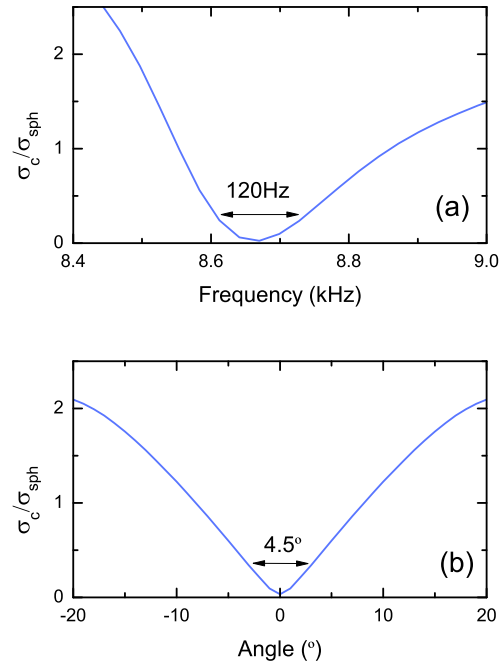 2
σc/σsph
1
120Hz
(a)
0
8.4
8.6
8.8
9.0
Frequency (kHz)
2
σc/σsph
1
4.5º
(b)
0
-20
-10
0
10
20
Angle (º)